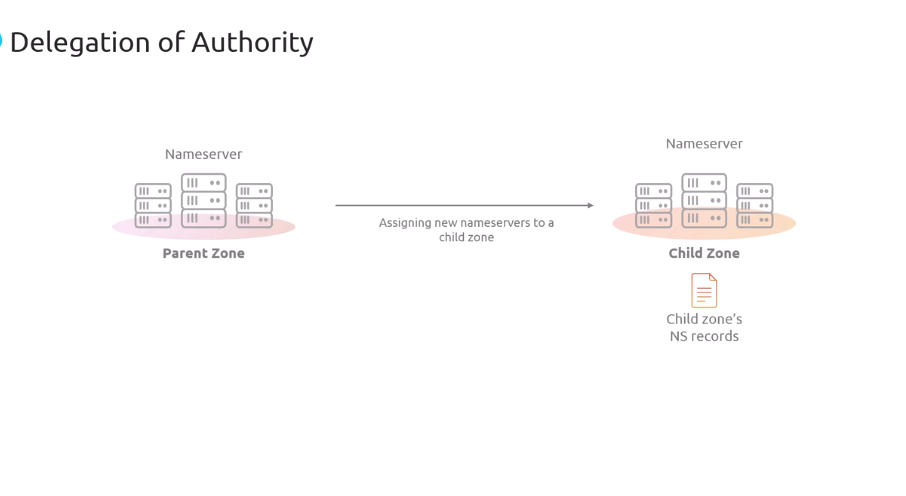 Delegation of Authority
Nameserver
Parent Zone
Assigning new nameservers to a
child zone
Nameserver
Child Zone
Child zone's
NS records